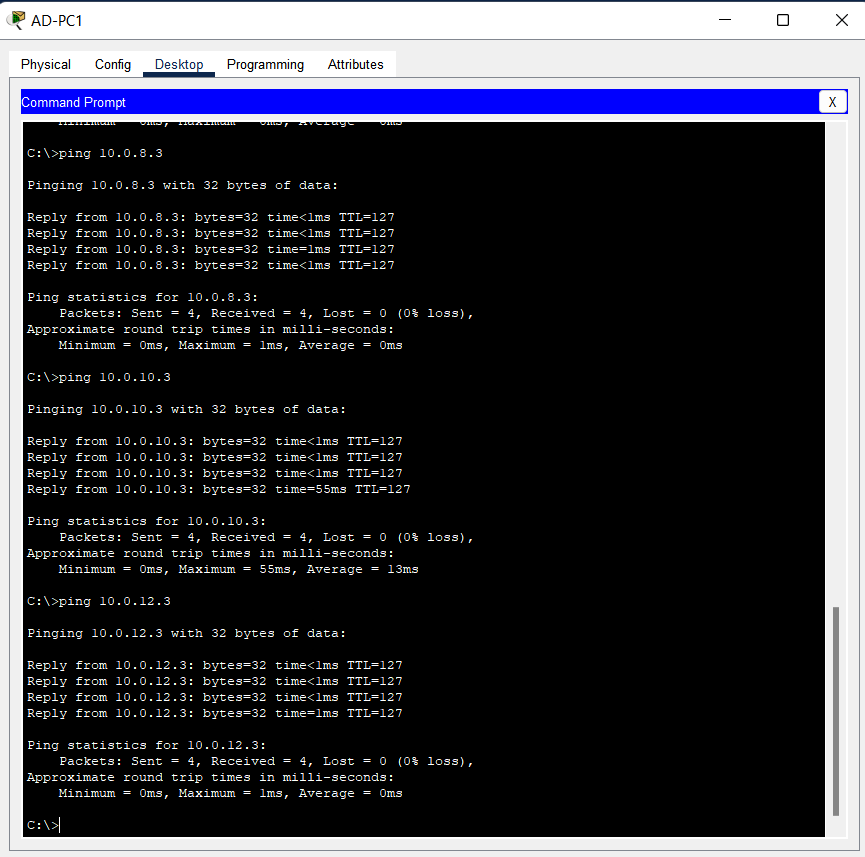 AD-PC1
Physical Config Desktop Programming Attributes
Command Prompt X
Minimum = 0ms, Maximum = 0ms, Average = 0ms
C:\>ping 10.0.8.3
Pinging 10.0.8.3 with 32 bytes of data:
Reply from 10.0.8.3: bytes=32 time<1ms TTL=127
Reply from 10.0.8.3: bytes=32 time<1ms TTL=127
Reply from 10.0.8.3: bytes=32 time=1ms TTL=127
Reply from 10.0.8.3: bytes=32 time<1ms TTL=127
Ping statistics for 10.0.8.3:
Packets: Sent = 4, Received = 4, Lost = 0 (0% loss),
Approximate round trip times in milli-seconds:
Minimum = 0ms, Maximum = 1ms, Average = 0ms
C:\>ping 10.0.10.3
Pinging 10.0.10.3 with 32 bytes of data:
Reply from 10.0.10.3: bytes=32 time<1ms TTL=127
Reply from 10.0.10.3: bytes=32 time<1ms TTL=127
Reply from 10.0.10.3: bytes=32 time<1ms TTL=127
Reply from 10.0.10.3: bytes=32 time=55ms TTL=127
Ping statistics for 10.0.10.3:
Packets: Sent = 4, Received = 4, Lost = 0 (0% loss),
Approximate round trip times in milli-seconds:
Minimum = 0ms, Maximum = 55ms, Average = 13ms
C:\>ping 10.0.12.3
Pinging 10.0.12.3 with 32 bytes of data:
Reply from 10.0.12.3: bytes=32 time<1ms TTL=127
Reply from 10.0.12.3: bytes=32 time<1ms TTL=127
Reply from 10.0.12.3: bytes=32 time<1ms TTL=127
Reply from 10.0.12.3: bytes=32 time=1ms TTL=127
Ping statistics for 10.0.12.3:
Packets: Sent = 4, Received = 4, Lost = 0 (0% loss),
Approximate round trip times in milli-seconds:
Minimum = 0ms, Maximum = 1ms, Average = 0ms
C:\>